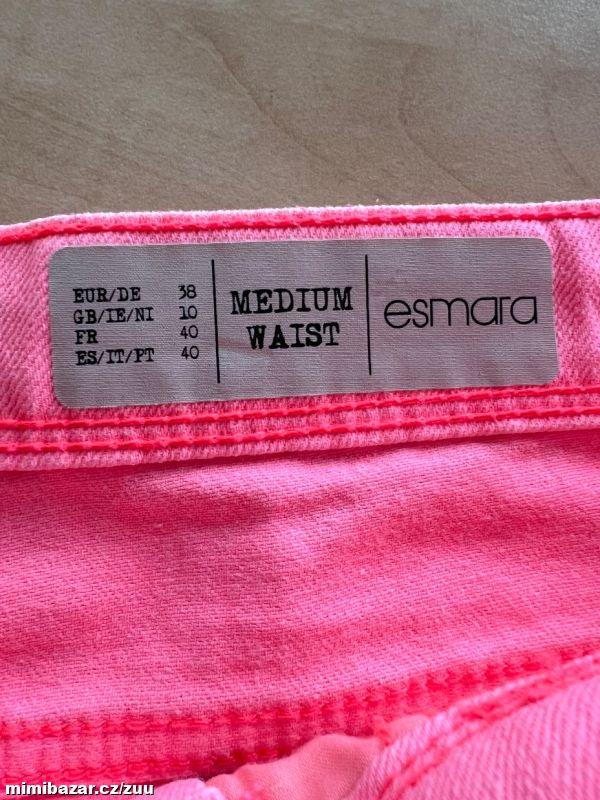 EUR/DE 38
GB/IE/NI 10
FR 40
ES/IT/PT 40
MEDIUM
WAIST
esmara
mimibazar.cz/zuu